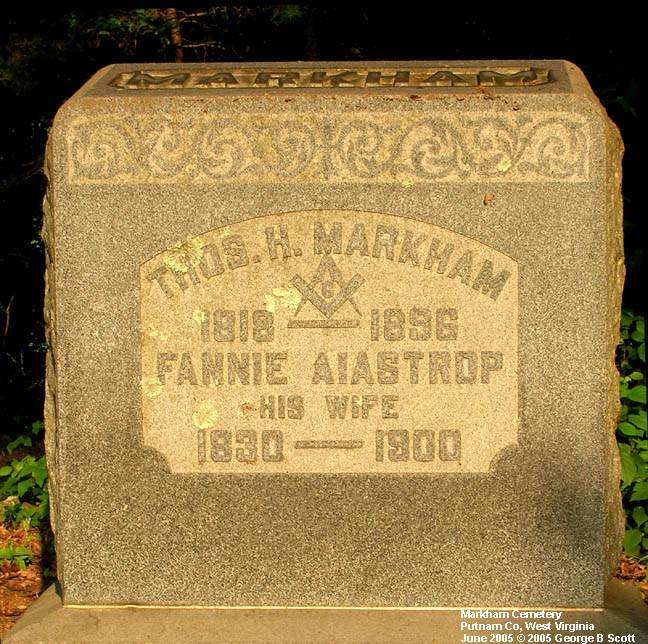 MARKHAM
THOS. H. MARKHAM
G
1818 1896
FANNIE AIASTROP
HIS WIFE
1830 — 1900
Markham Cemetery
Putnam Co, West Virginia
June 2005 © 2005 George B Scott